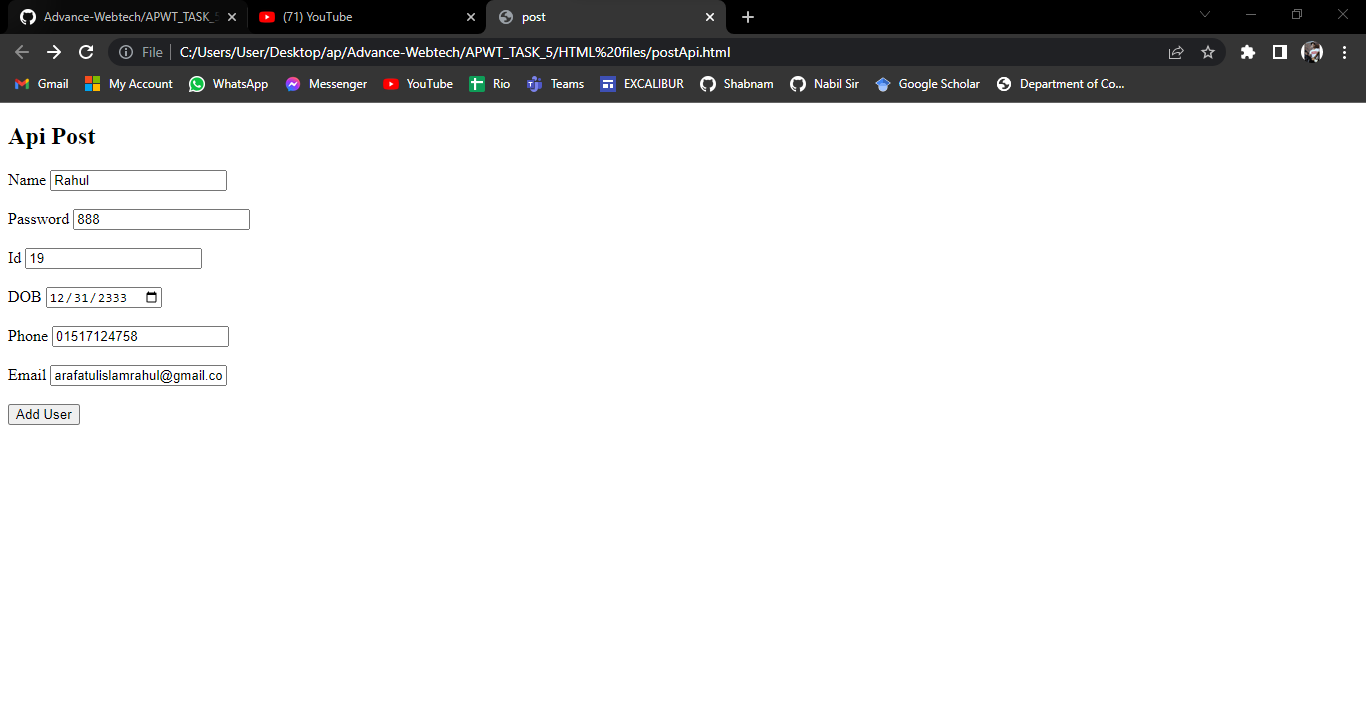 Advance-Webtech/APWT_TASK_5
(71) YouTube
post
File
C:/Users/User/Desktop/ap/Advance-Webtech/APWT_TASK_5/HTML%20files/postApi.html
Gmail
My Account
WhatsApp
Messenger
YouTube
Rio
Teams
EXCALIBUR
Shabnam
Nabil Sir
Google Scholar
Department of Co...
Api Post
Name Rahul
Password 888
Id 19
DOB 12/31/2333
Phone 01517124758
Email arafatulislamrahul@gmail.co
Add User